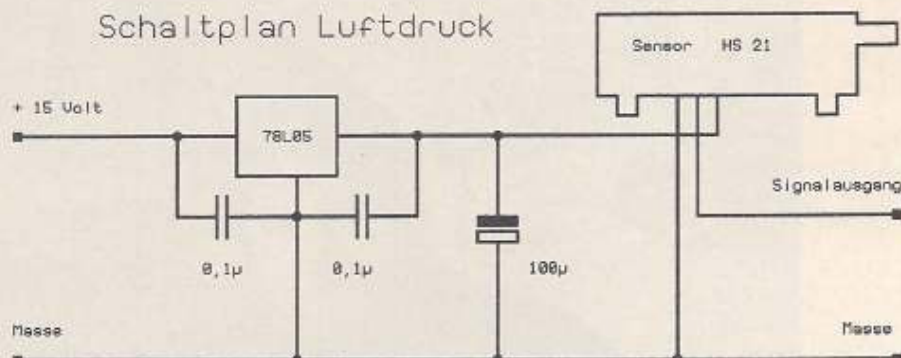 Schaltplan Luftdruck
Sensor HS 21
+ 15 Volt
78L05
Signalausgang
0,1µ
0,1µ
100µ
Masse
Masse